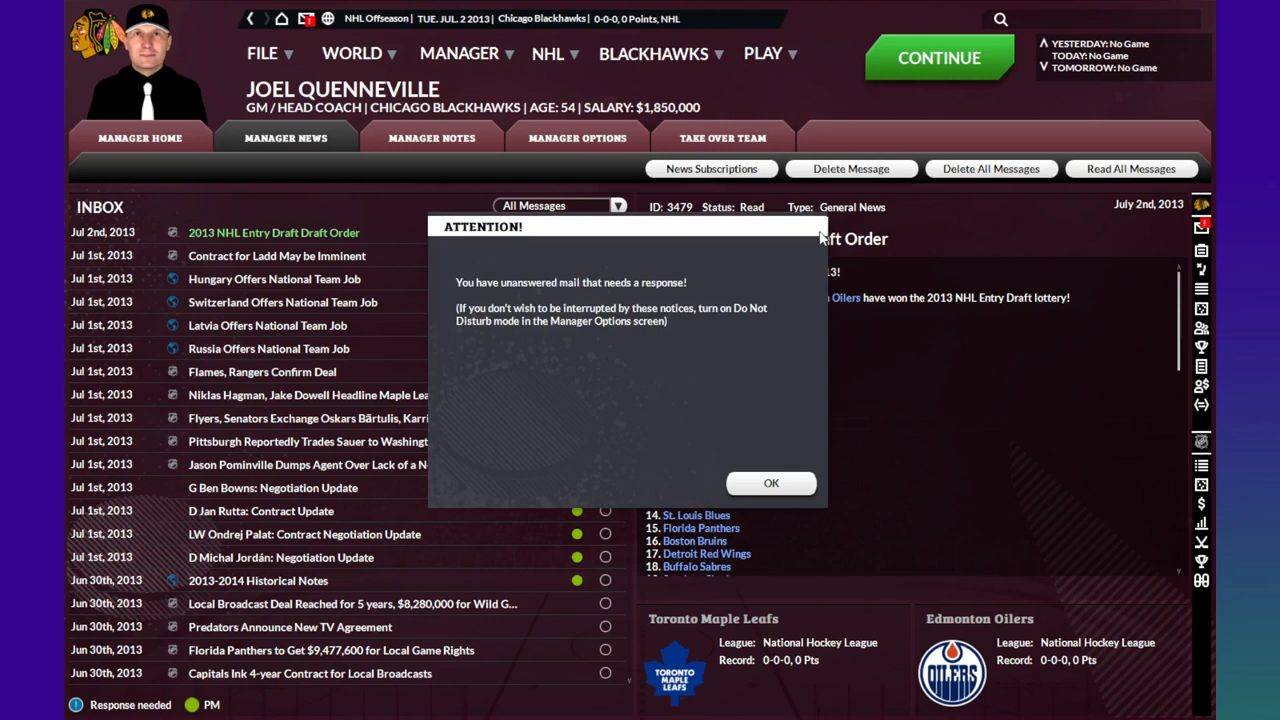 NHL Offseason | TUE. JUL. 2 2013 | Chicago Blackhawks | 0-0-0, 0 Points, NHL
FILE WORLD MANAGER NHL BLACKHAWKS PLAY
CONTINUE
YESTERDAY: No Game
TODAY: No Game
TOMORROW: No Game
JOEL QUENNEVILLE
GM / HEAD COACH | CHICAGO BLACKHAWKS | AGE: 54 | SALARY: $1,850,000
MANAGER HOME MANAGER NEWS MANAGER NOTES MANAGER OPTIONS TAKE OVER TEAM
News Subscriptions Delete Message Delete All Messages Read All Messages
INBOX All Messages
Jul 2nd, 2013 2013 NHL Entry Draft Draft Order
Jul 1st, 2013 Contract for Ladd May be Imminent
Jul 1st, 2013 Hungary Offers National Team Job
Jul 1st, 2013 Switzerland Offers National Team Job
Jul 1st, 2013 Latvia Offers National Team Job
Jul 1st, 2013 Russia Offers National Team Job
Jul 1st, 2013 Flames, Rangers Confirm Deal
Jul 1st, 2013 Niklas Hagman, Jake Dowell Headline Maple Lea
Jul 1st, 2013 Flyers, Senators Exchange Oskars Bārtulis, Karri
Jul 1st, 2013 Pittsburgh Reportedly Trades Sauer to Washingt
Jul 1st, 2013 Jason Pominville Dumps Agent Over Lack of a N
Jul 1st, 2013 G Ben Bowns: Negotiation Update
Jul 1st, 2013 D Jan Rutta: Contract Update
Jul 1st, 2013 LW Ondrej Palat: Contract Negotiation Update
Jul 1st, 2013 D Michal Jordán: Negotiation Update
Jun 30th, 2013 2013-2014 Historical Notes
Jun 30th, 2013 Local Broadcast Deal Reached for 5 years, $8,280,000 for Wild G...
Jun 30th, 2013 Predators Announce New TV Agreement
Jun 30th, 2013 Florida Panthers to Get $9,477,600 for Local Game Rights
Jun 30th, 2013 Capitals Ink 4-year Contract for Local Broadcasts
Response needed PM
ATTENTION!
You have unanswered mail that needs a response!
(If you don't wish to be interrupted by these notices, turn on Do Not
Disturb mode in the Manager Options screen)
OK
ID: 3479 Status: Read Type: General News July 2nd, 2013
ft Order
3!
Oilers have won the 2013 NHL Entry Draft lottery!
14. St. Louis Blues
15. Florida Panthers
16. Boston Bruins
17. Detroit Red Wings
18. Buffalo Sabres
Toronto Maple Leafs
League: National Hockey League
Record: 0-0-0, 0 Pts
TORONTO
MAPLE
LEAFS
Edmonton Oilers
League: National Hockey League
Record: 0-0-0, 0 Pts
OILERS